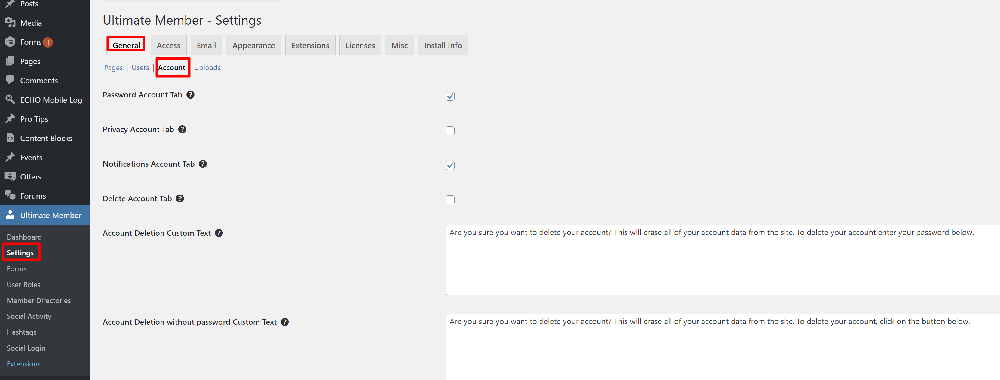 Posts
Media
Forms 1
Pages
Comments
ECHO Mobile Log
Pro Tips
Content Blocks
Events
Offers
Forums
Ultimate Member
Dashboard
Settings
Forms
User Roles
Member Directories
Social Activity
Hashtags
Social Login
Extensions
Ultimate Member - Settings
General Access Email Appearance Extensions Licenses Misc Install Info
Pages | Users | Account Uploads
Password Account Tab ?
Privacy Account Tab ?
Notifications Account Tab ?
Delete Account Tab ?
Account Deletion Custom Text ? Are you sure you want to delete your account? This will erase all of your account data from the site. To delete your account enter your password below.
Account Deletion without password Custom Text ? Are you sure you want to delete your account? This will erase all of your account data from the site. To delete your account, click on the button below.